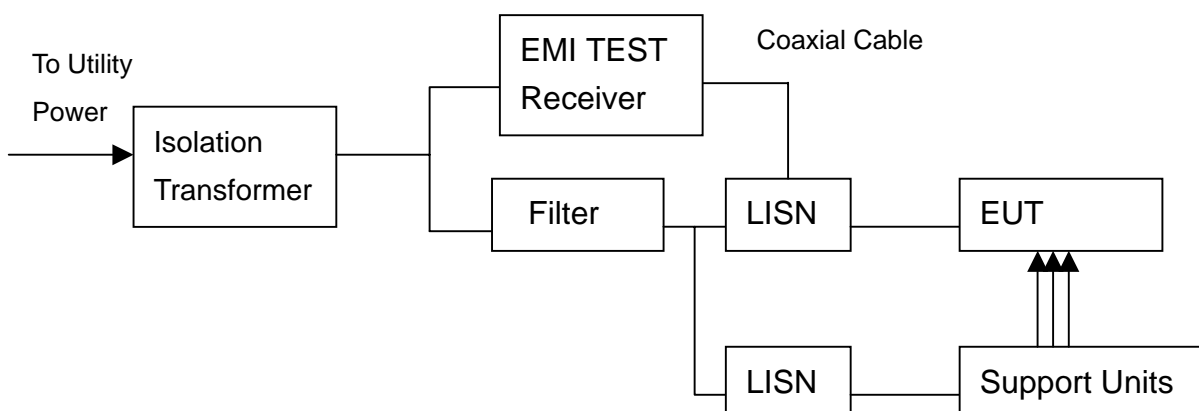 To Utility
Power
Isolation
Transformer
EMI TEST
Receiver
Coaxial Cable
Filter
LISN
EUT
LISN
Support Units